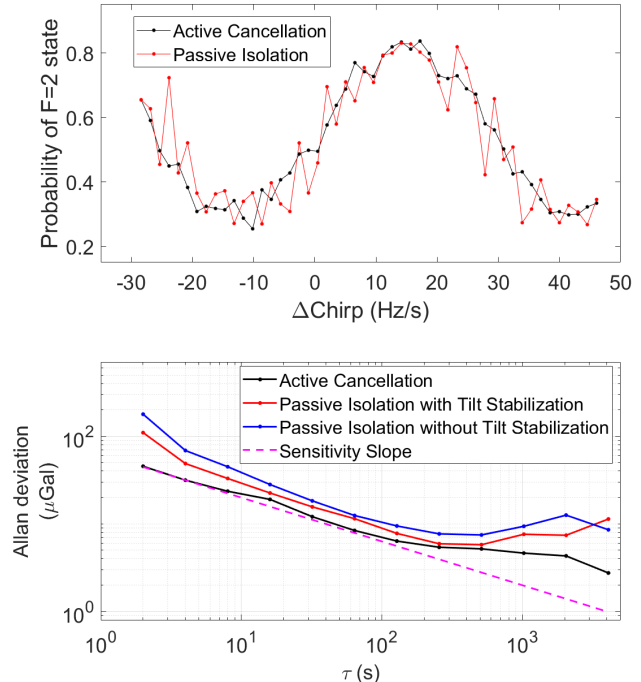 Active Cancellation
Passive Isolation
Probability of F=2 state
0.8
0.6
0.4
0.2
-30 -20 -10 0 10 20 30 40 50
ΔChirp (Hz/s)
Active Cancellation
Passive Isolation with Tilt Stabilization
Passive Isolation without Tilt Stabilization
Sensitivity Slope
Allan deviation
(μGal)
10²
10⁰
10⁰ 10¹ 10² 10³
τ (s)